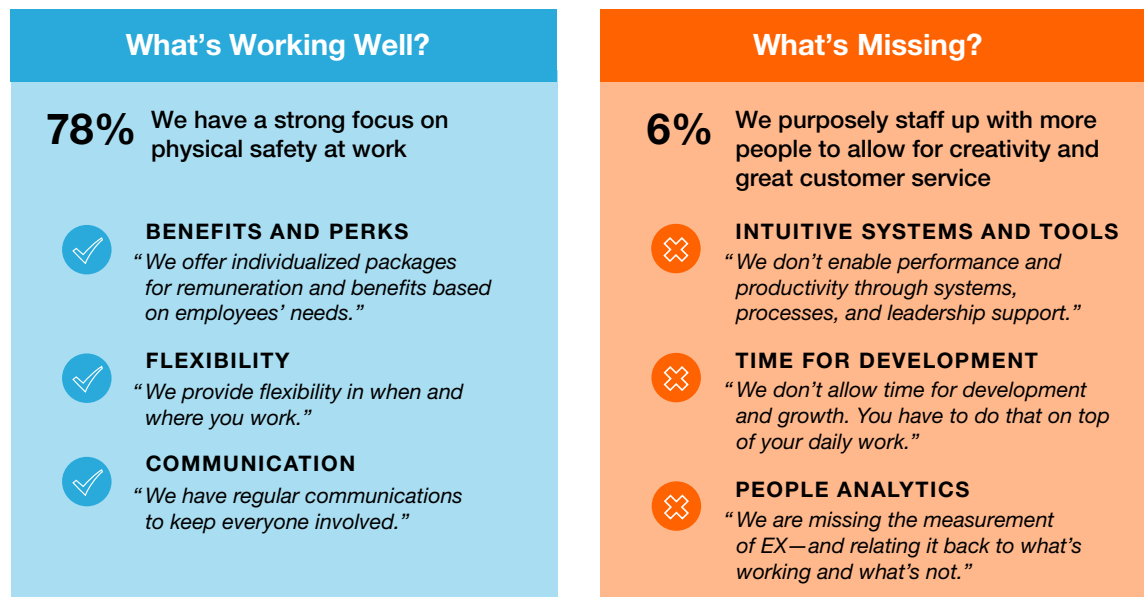 What’s Working Well?
78%
We have a strong focus on
physical safety at work
BENEFITS AND PERKS
“We offer individualized packages
for remuneration and benefits based
on employees’ needs.”
FLEXIBILITY
“We provide flexibility in when and
where you work.”
COMMUNICATION
“We have regular communications
to keep everyone involved.”
What’s Missing?
6%
We purposely staff up with more
people to allow for creativity and
great customer service
INTUITIVE SYSTEMS AND TOOLS
“We don’t enable performance and
productivity through systems,
processes, and leadership support.”
TIME FOR DEVELOPMENT
“We don’t allow time for development
and growth. You have to do that on top
of your daily work.”
PEOPLE ANALYTICS
“We are missing the measurement
of EX—and relating it back to what’s
working and what’s not.”